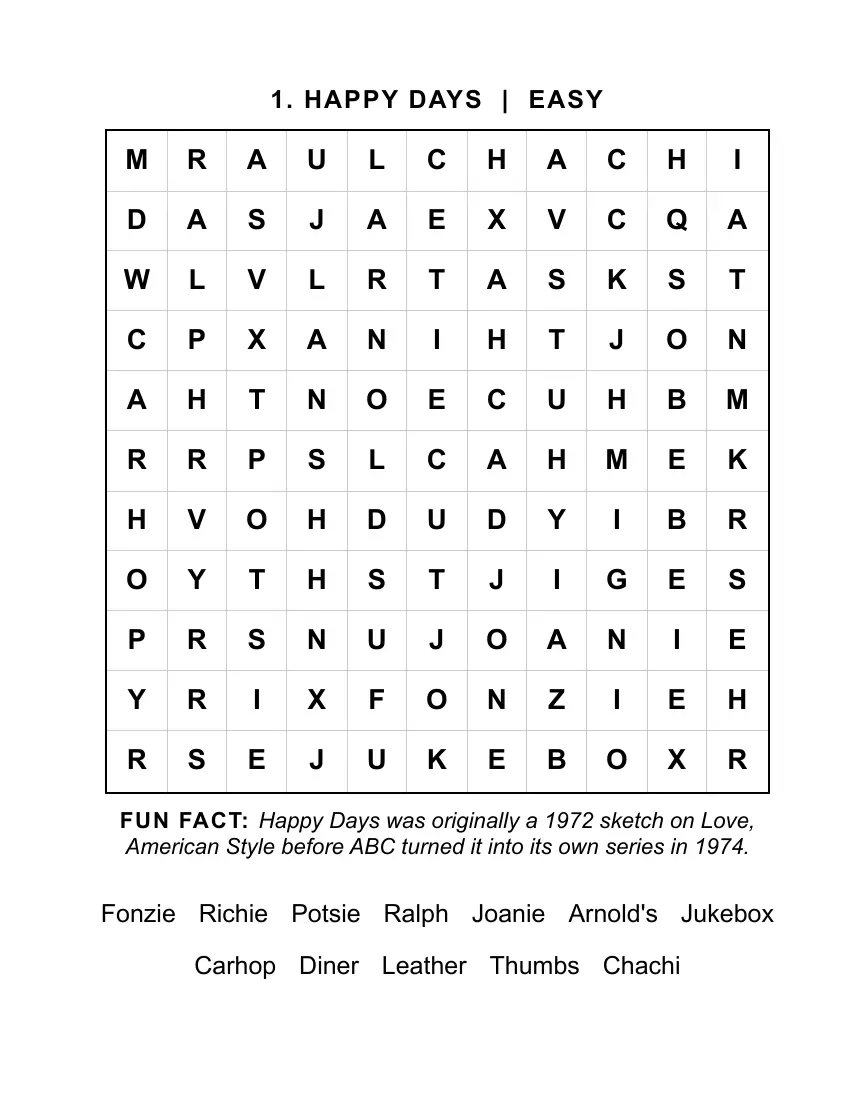 1. HAPPY DAYS | EASY
M R A U L C H A C H I
D A S J A E X V C Q A
W L V L R T A S K S T
C P X A N I H T J O N
A H T N O E C U H B M
R R P S L C A H M E K
H V O H D U D Y I B R
O Y T H S T J I G E S
P R S N U J O A N I E
Y R I X F O N Z I E H
R S E J U K E B O X R
FUN FACT: Happy Days was originally a 1972 sketch on Love,
American Style before ABC turned it into its own series in 1974.
Fonzie Richie Potsie Ralph Joanie Arnold's Jukebox
Carhop Diner Leather Thumbs Chachi